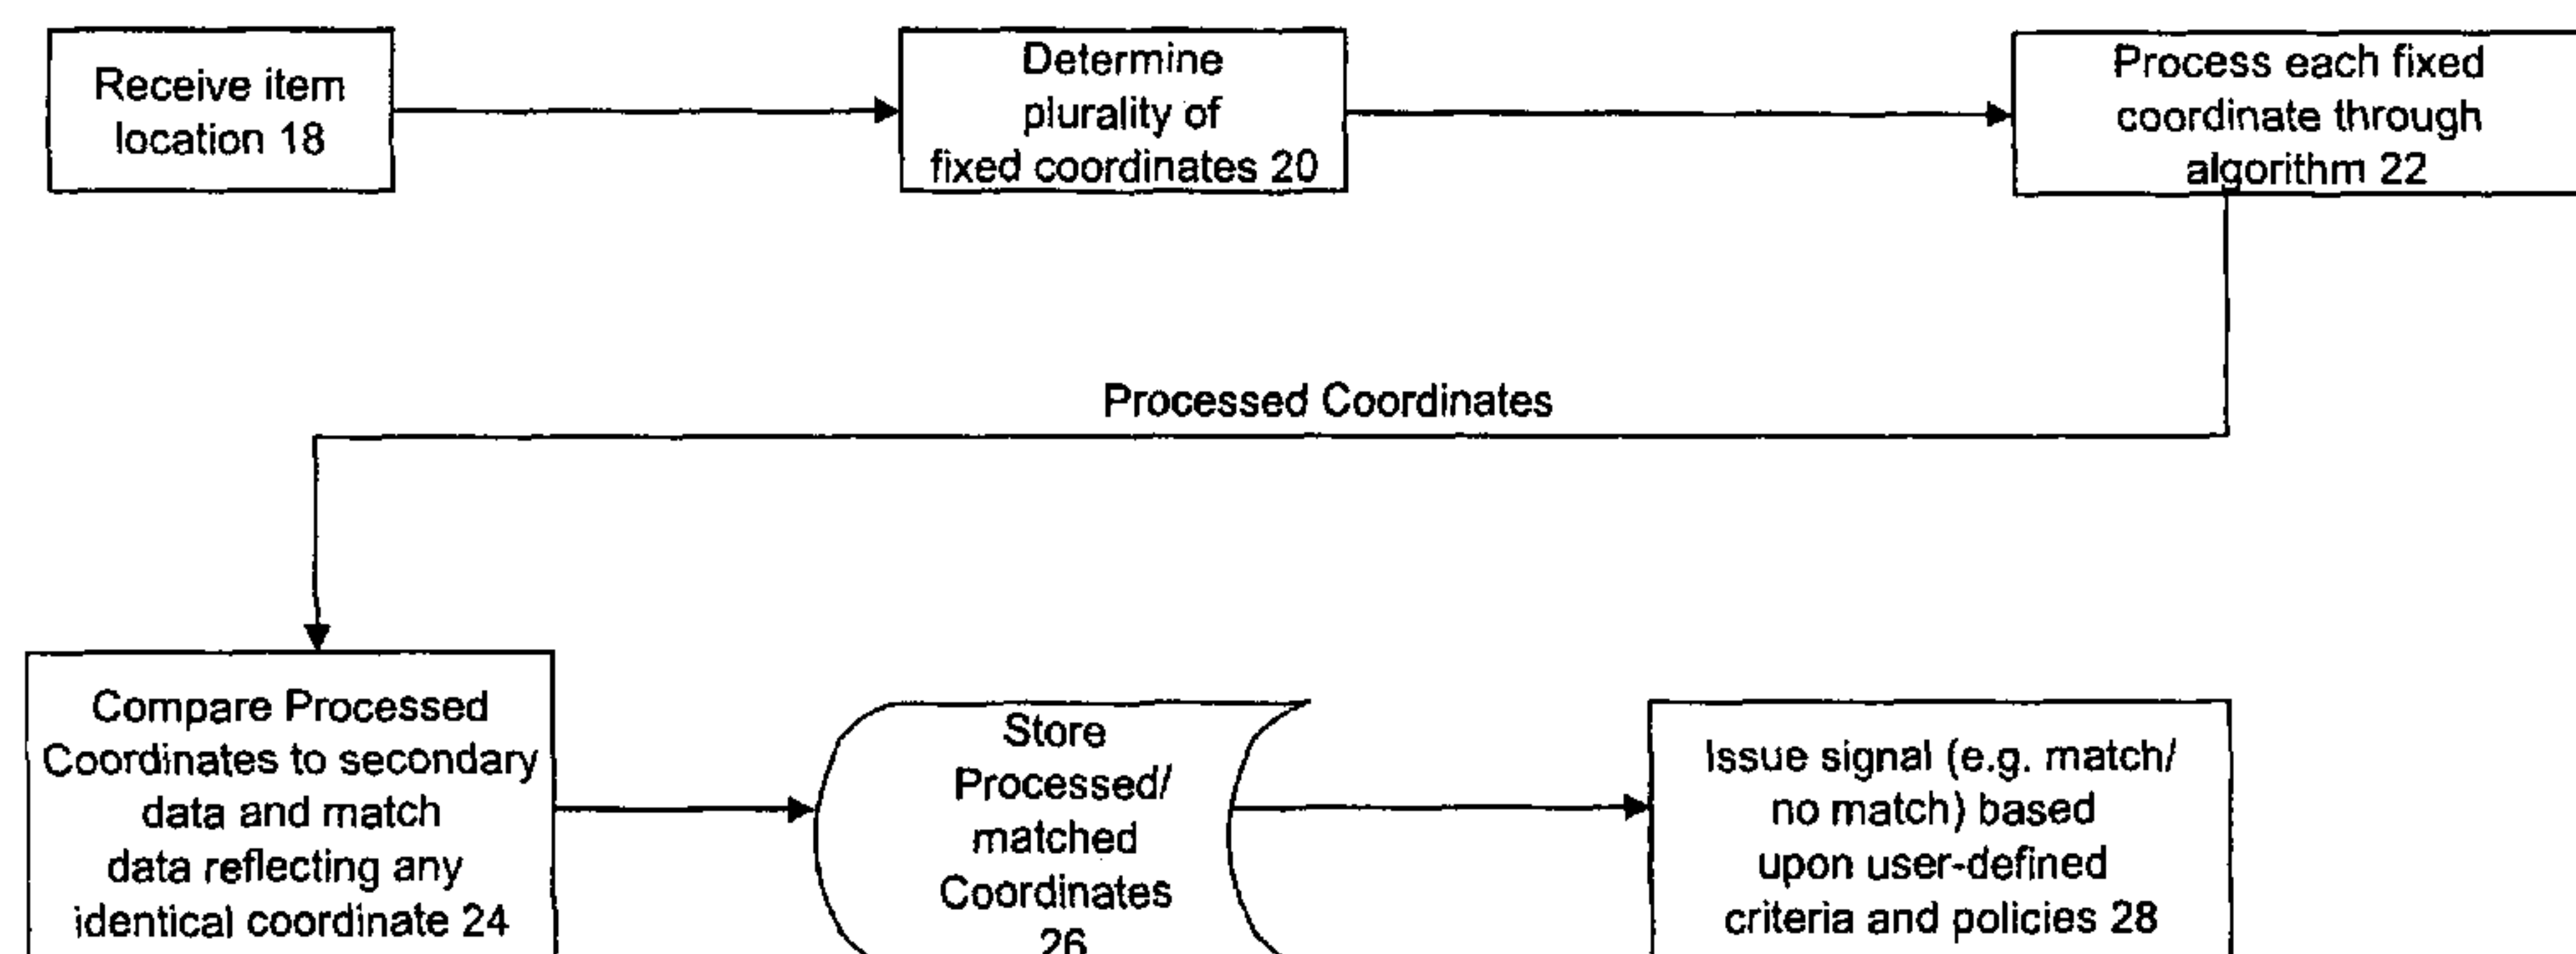 Receive item
location 18
Determine
plurality of
fixed coordinates 20
Process each fixed
coordinate through
algorithm 22
Processed Coordinates
Compare Processed
Coordinates to secondary
data and match
data reflecting any
identical coordinate 24
Store
Processed/
matched
Coordinates
26
Issue signal (e.g. match/
no match) based
upon user-defined
criteria and policies 28